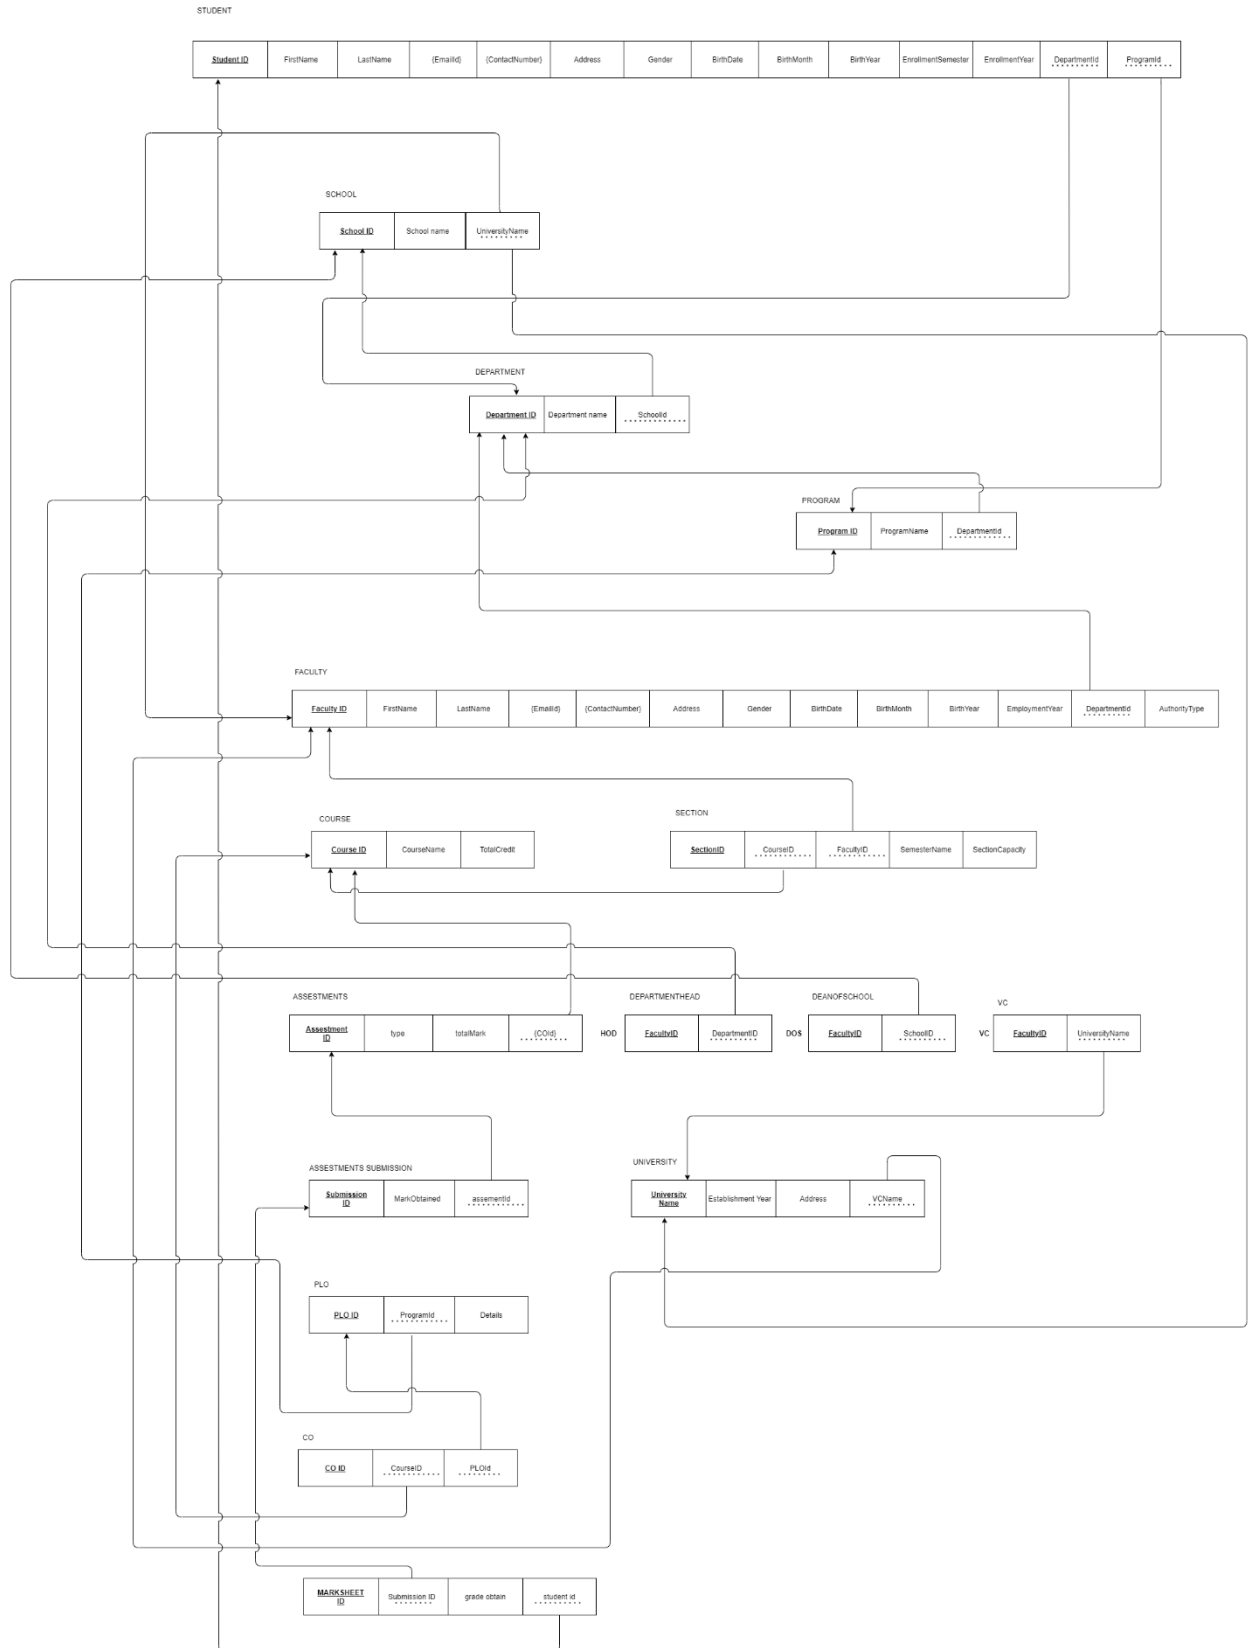 STUDENT
Student ID FirstName LastName {EmailId} {ContactNumber} Address Gender BirthDate BirthMonth BirthYear EnrollmentSemester EnrollmentYear DepartmentId ProgramId
SCHOOL
School ID School name UniversityName
DEPARTMENT
Department ID Department name SchoolId
PROGRAM
Program ID ProgramName DepartmentId
FACULTY
Faculty ID FirstName LastName {EmailId} {ContactNumber} Address Gender BirthDate BirthMonth BirthYear EmploymentYear DepartmentId AuthorityType
COURSE
Course ID CourseName TotalCredit
SECTION
SectionID CourseID FacultyID SemesterName SectionCapacity
ASSESTMENTS
Assestment
ID
type totalMark {COId}
DEPARTMENTHEAD
HOD FacultyID DepartmentID
DEANOFSCHOOL
DOS FacultyID SchoolID
VC
VC FacultyID UniversityName
ASSESTMENTS SUBMISSION
Submission
ID
MarkObtained assementId
UNIVERSITY
University
Name
Establishment Year Address VCName
PLO
PLO ID ProgramId Details
CO
CO ID CourseID PLOId
MARKSHEET
ID
Submission ID grade obtain student id